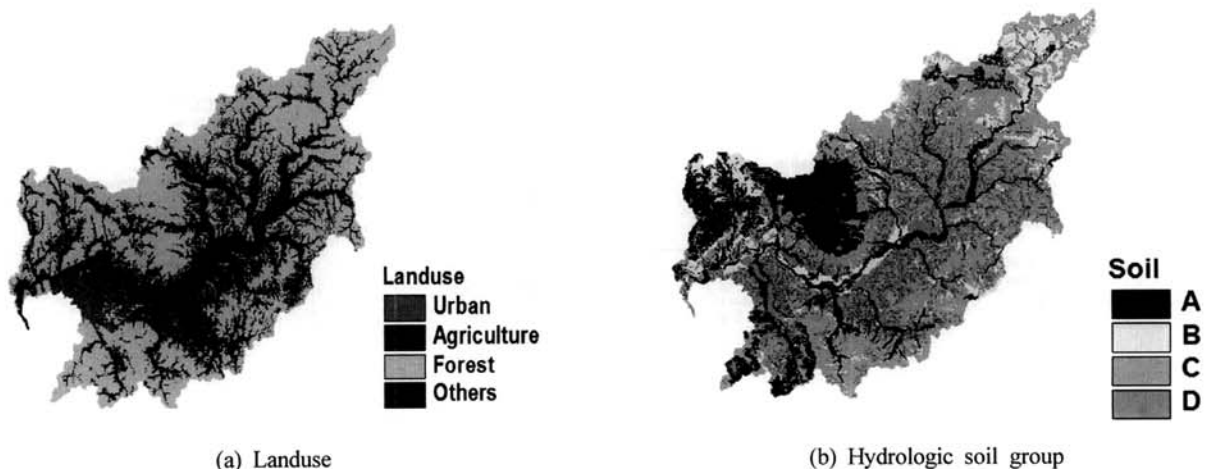 Landuse
Urban
Agriculture
Forest
Others
(a) Landuse
Soil
A
B
C
D
(b) Hydrologic soil group